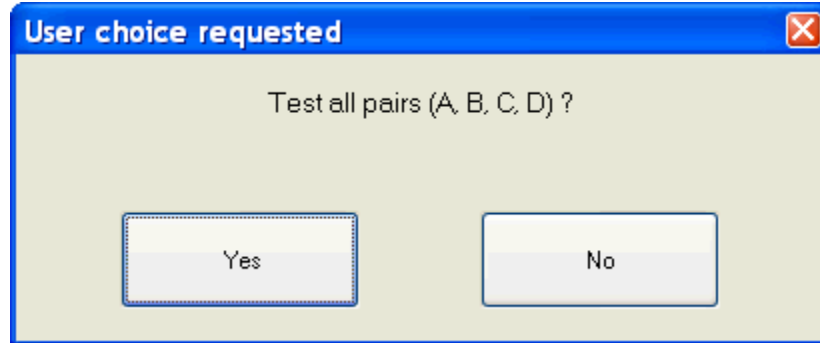 User choice requested
Test all pairs (A, B, C, D) ?
Yes
No